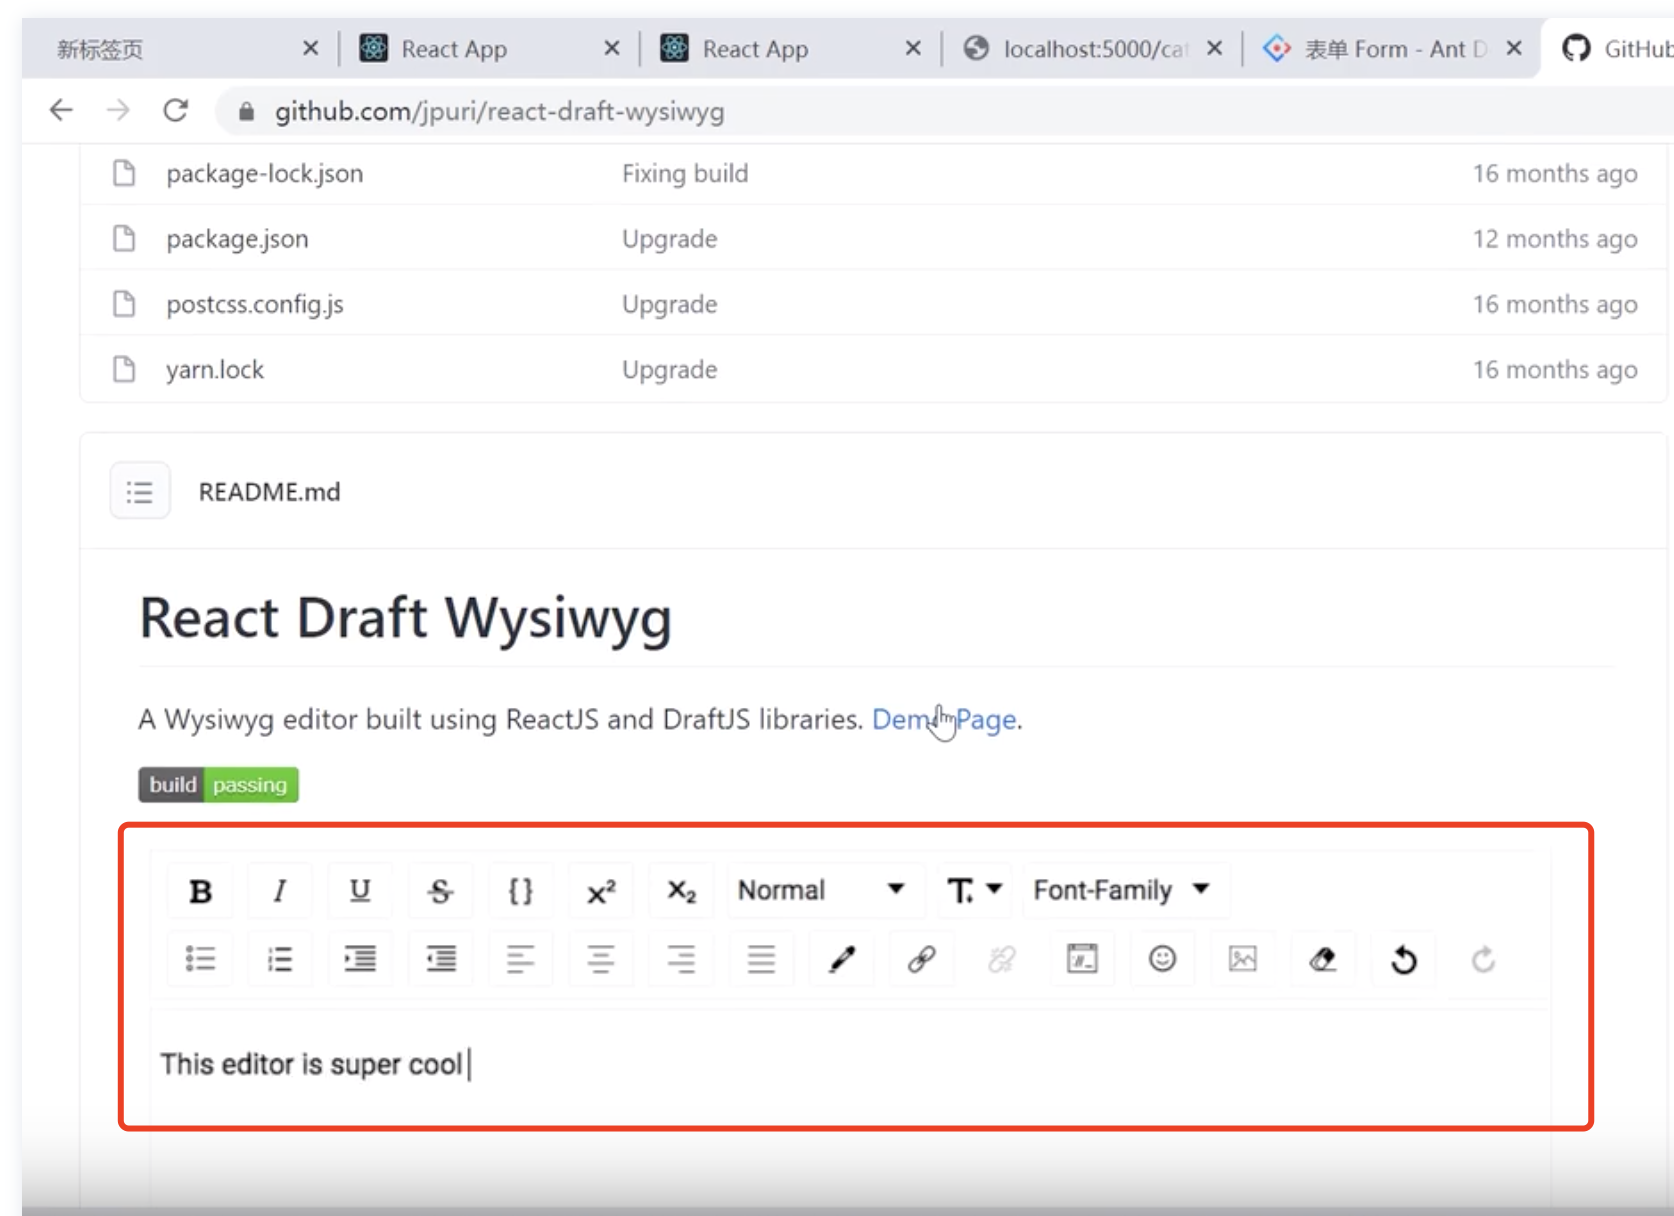 新标签页 React App React App localhost:5000/cat 表单 Form - Ant D GitHub
github.com/jpuri/react-draft-wysiwyg
package-lock.json Fixing build 16 months ago
package.json Upgrade 12 months ago
postcss.config.js Upgrade 16 months ago
yarn.lock Upgrade 16 months ago
README.md
React Draft Wysiwyg
A Wysiwyg editor built using ReactJS and DraftJS libraries. Demo Page.
build passing
B I U S {} x² x₂ Normal T Font-Family
This editor is super cool